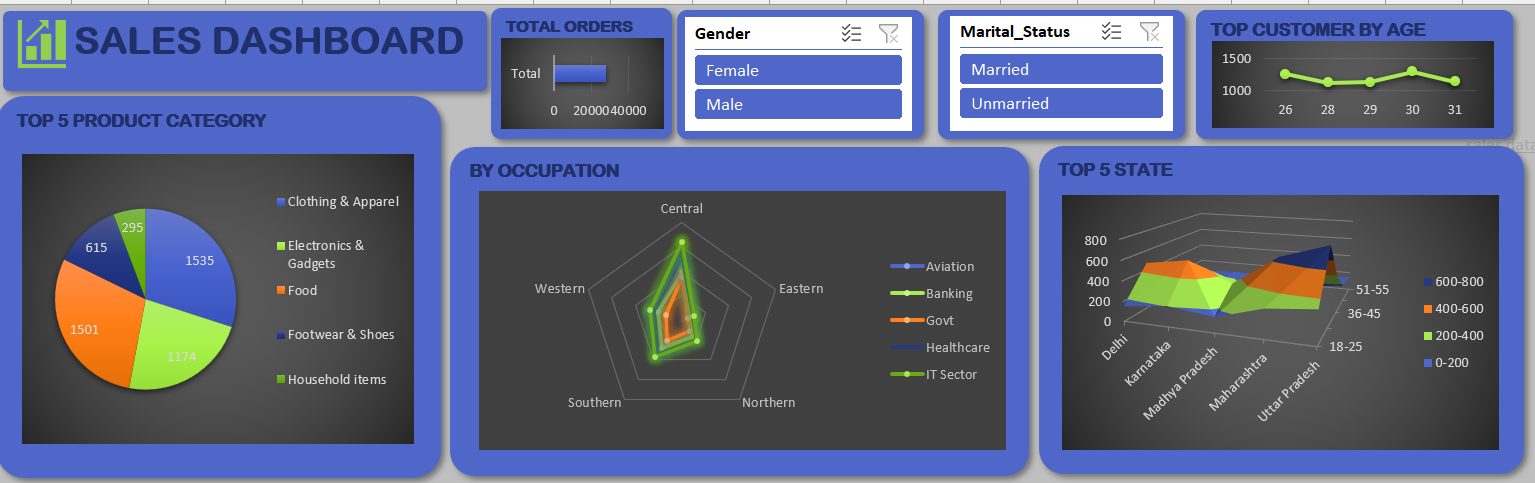 SALES DASHBOARD
TOTAL ORDERS
Total
0 20000 40000
Gender
Female
Male
Marital_Status
Married
Unmarried
TOP CUSTOMER BY AGE
1500
1000
26 28 29 30 31
TOP 5 PRODUCT CATEGORY
1535
1174
1501
615
295
Clothing & Apparel
Electronics &
Gadgets
Food
Footwear & Shoes
Household items
BY OCCUPATION
Central
Eastern
Northern
Southern
Western
Aviation
Banking
Govt
Healthcare
IT Sector
sales data
TOP 5 STATE
800
600
400
200
0
Delhi
Karnataka
Madhya Pradesh
Maharashtra
Uttar Pradesh
51-55
36-45
18-25
600-800
400-600
200-400
0-200